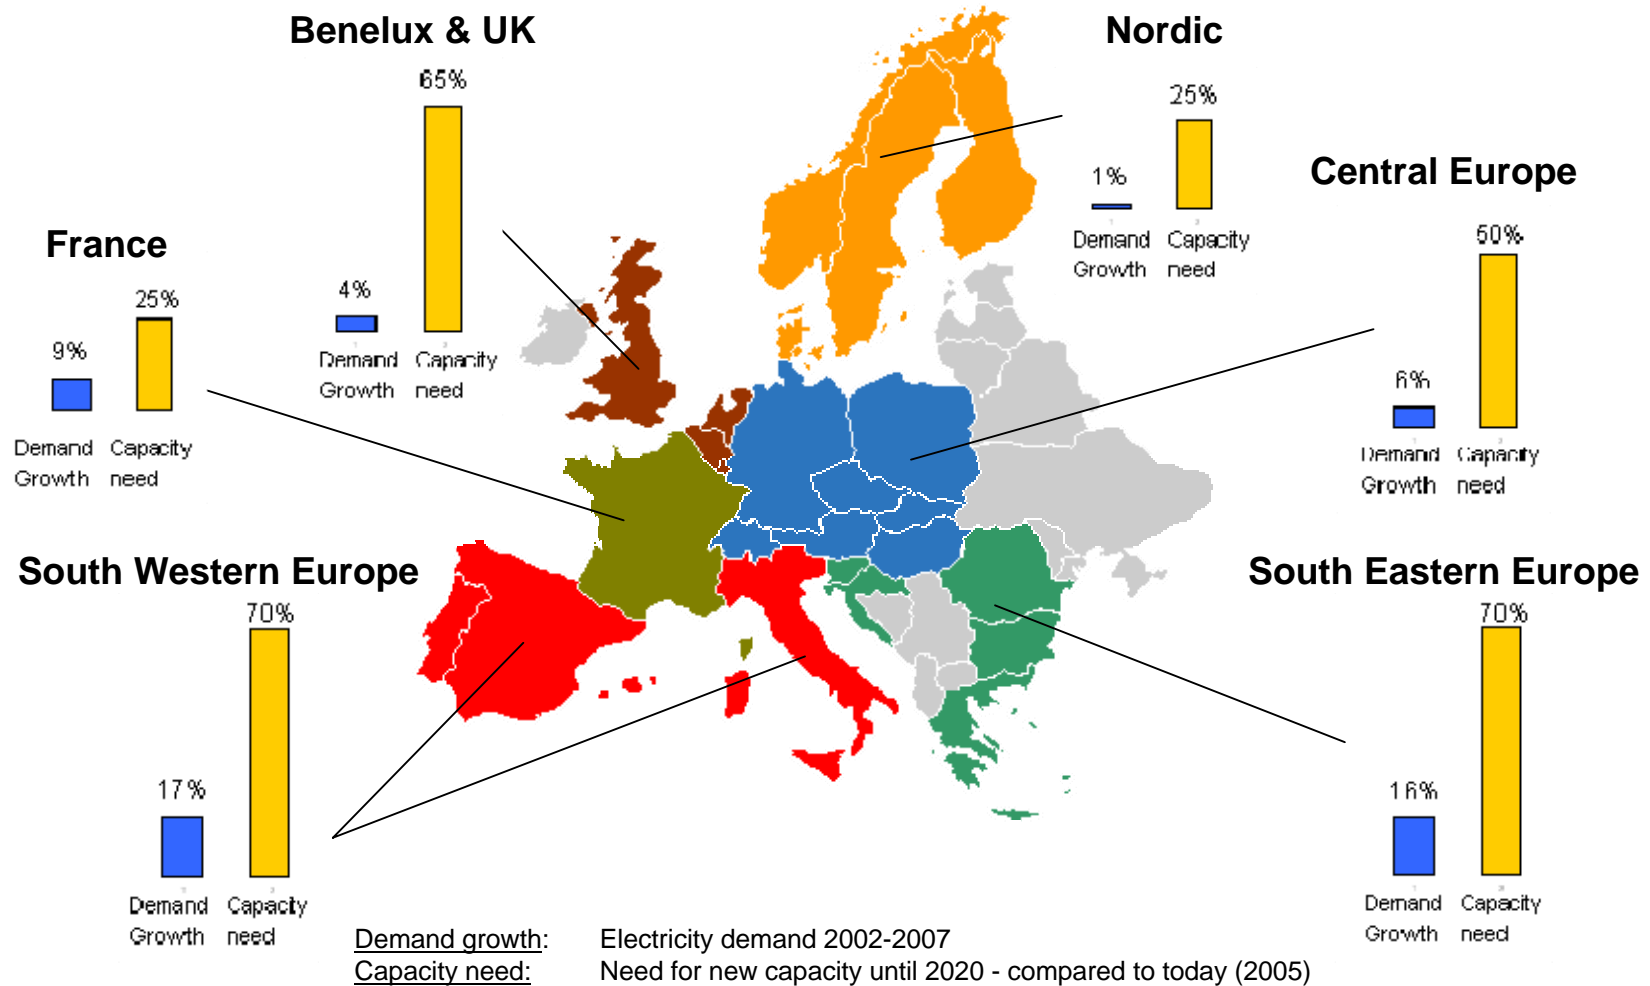 Benelux & UK
65%
4%
Demand Capacity
Growth need
Nordic
25%
1%
Demand Capacity
Growth need
Central Europe
50%
6%
Demand Capacity
Growth need
France
25%
9%
Demand Capacity
Growth need
South Western Europe
70%
17%
Demand Capacity
Growth need
South Eastern Europe
70%
16%
Demand Capacity
Growth need
Demand growth: Electricity demand 2002-2007
Capacity need: Need for new capacity until 2020 - compared to today (2005)